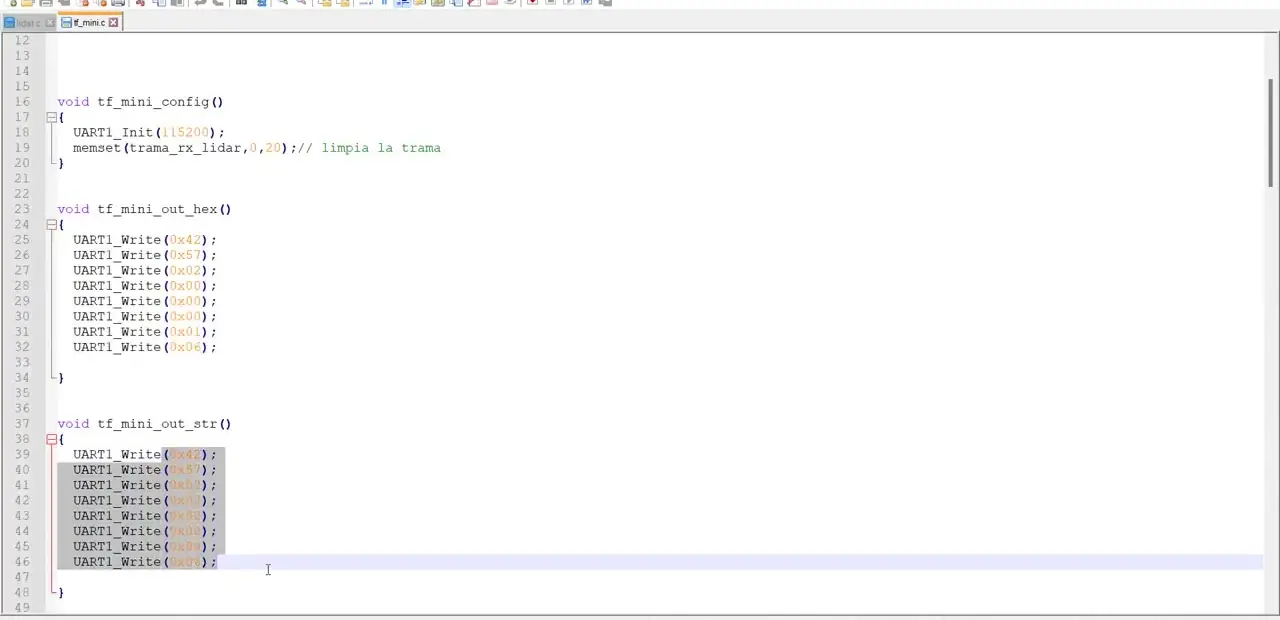 lidar.c tf_mini.c
12
13
14
15
16 void tf_mini_config()
17 {
18 UART1_Init(115200);
19 memset(trama_rx_lidar,0,20);// limpia la trama
20 }
21
22
23 void tf_mini_out_hex()
24 {
25 UART1_Write(0x42);
26 UART1_Write(0x57);
27 UART1_Write(0x02);
28 UART1_Write(0x00);
29 UART1_Write(0x00);
30 UART1_Write(0x00);
31 UART1_Write(0x01);
32 UART1_Write(0x06);
33
34 }
35
36
37 void tf_mini_out_str()
38 {
39 UART1_Write(0x42);
40 UART1_Write(0x57);
41 UART1_Write();
42 UART1_Write();
43 UART1_Write();
44 UART1_Write();
45 UART1_Write();
46 UART1_Write(0x06);
47
48 }
49